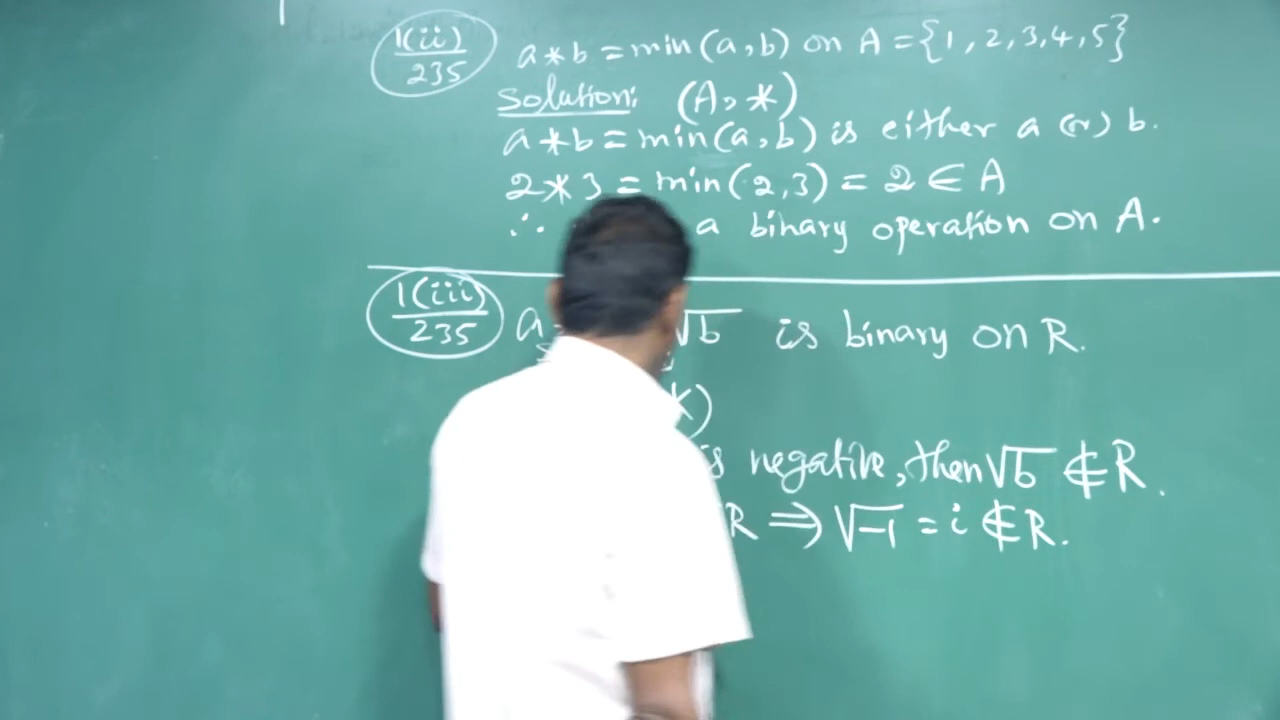 1(ii)/235 a*b = min(a,b) on A = {1, 2, 3, 4, 5}
Solution: (A, *)
a*b = min(a,b) is either a (or) b.
2*3 = min(2,3) = 2 ∈ A
∴ a binary operation on A.
1(iii)/235 a √b is binary on R.
*)
is negative, then √b ∉ R.
R ⇒ √-1 = i ∉ R.